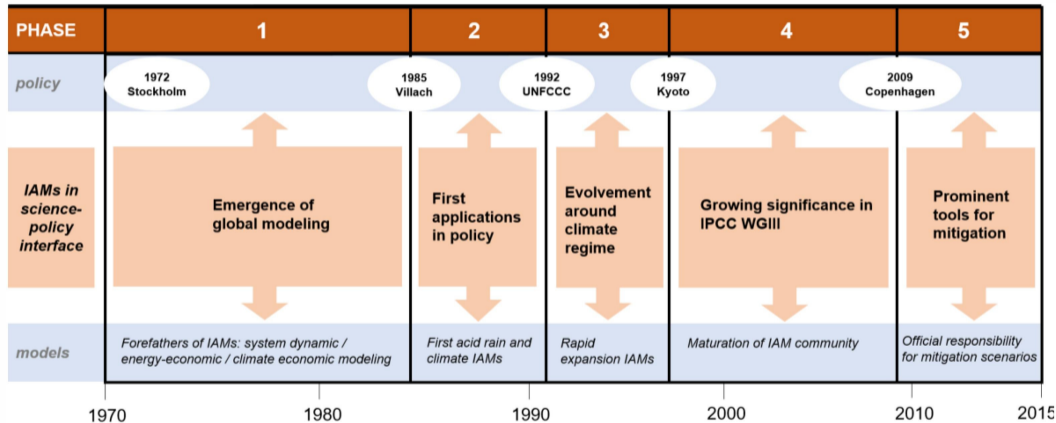 PHASE 1 2 3 4 5
policy
1972
Stockholm
1985
Villach
1992
UNFCCC
1997
Kyoto
2009
Copenhagen
IAMs in
science-
policy
interface
Emergence of
global modeling
First
applications
in policy
Evolvement
around
climate
regime
Growing significance in
IPCC WGIII
Prominent
tools for
mitigation
models
Forefathers of IAMs: system dynamic /
energy-economic / climate economic modeling
First acid rain and
climate IAMs
Rapid
expansion IAMs
Maturation of IAM community
Official responsibility
for mitigation scenarios
1970 1980 1990 2000 2010 2015